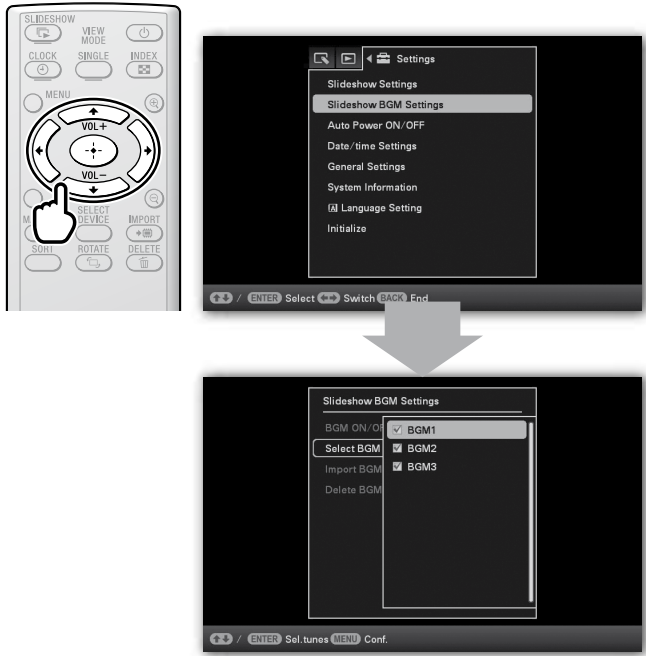 SLIDESHOW
VIEW
MODE
CLOCK
SINGLE
INDEX
MENU
VOL+
VOL−
SELECT
DEVICE
IMPORT
SORT
ROTATE
DELETE
Settings
Slideshow Settings
Slideshow BGM Settings
Auto Power ON/OFF
Date/time Settings
General Settings
System Information
A Language Setting
Initialize
/ ENTER Select Switch BACK End
Slideshow BGM Settings
BGM ON/OF
Select BGM
Import BGM
Delete BGM
BGM1
BGM2
BGM3
/ ENTER Sel.tunes MENU Conf.